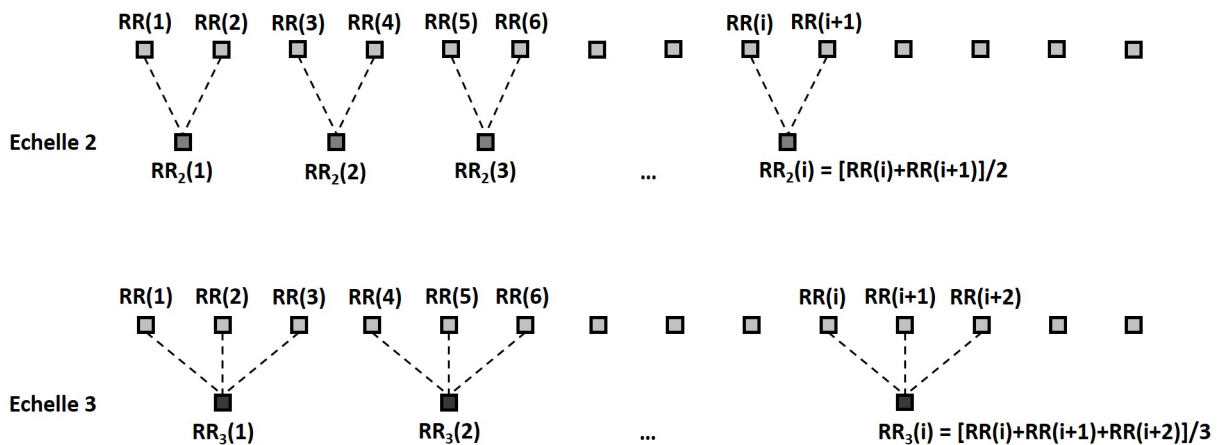 RR(1) RR(2) RR(3) RR(4) RR(5) RR(6) RR(i) RR(i+1)
Echelle 2
RR₂(1) RR₂(2) RR₂(3) ... RR₂(i) = [RR(i)+RR(i+1)]/2
RR(1) RR(2) RR(3) RR(4) RR(5) RR(6) RR(i) RR(i+1) RR(i+2)
Echelle 3
RR₃(1) RR₃(2) ... RR₃(i) = [RR(i)+RR(i+1)+RR(i+2)]/3